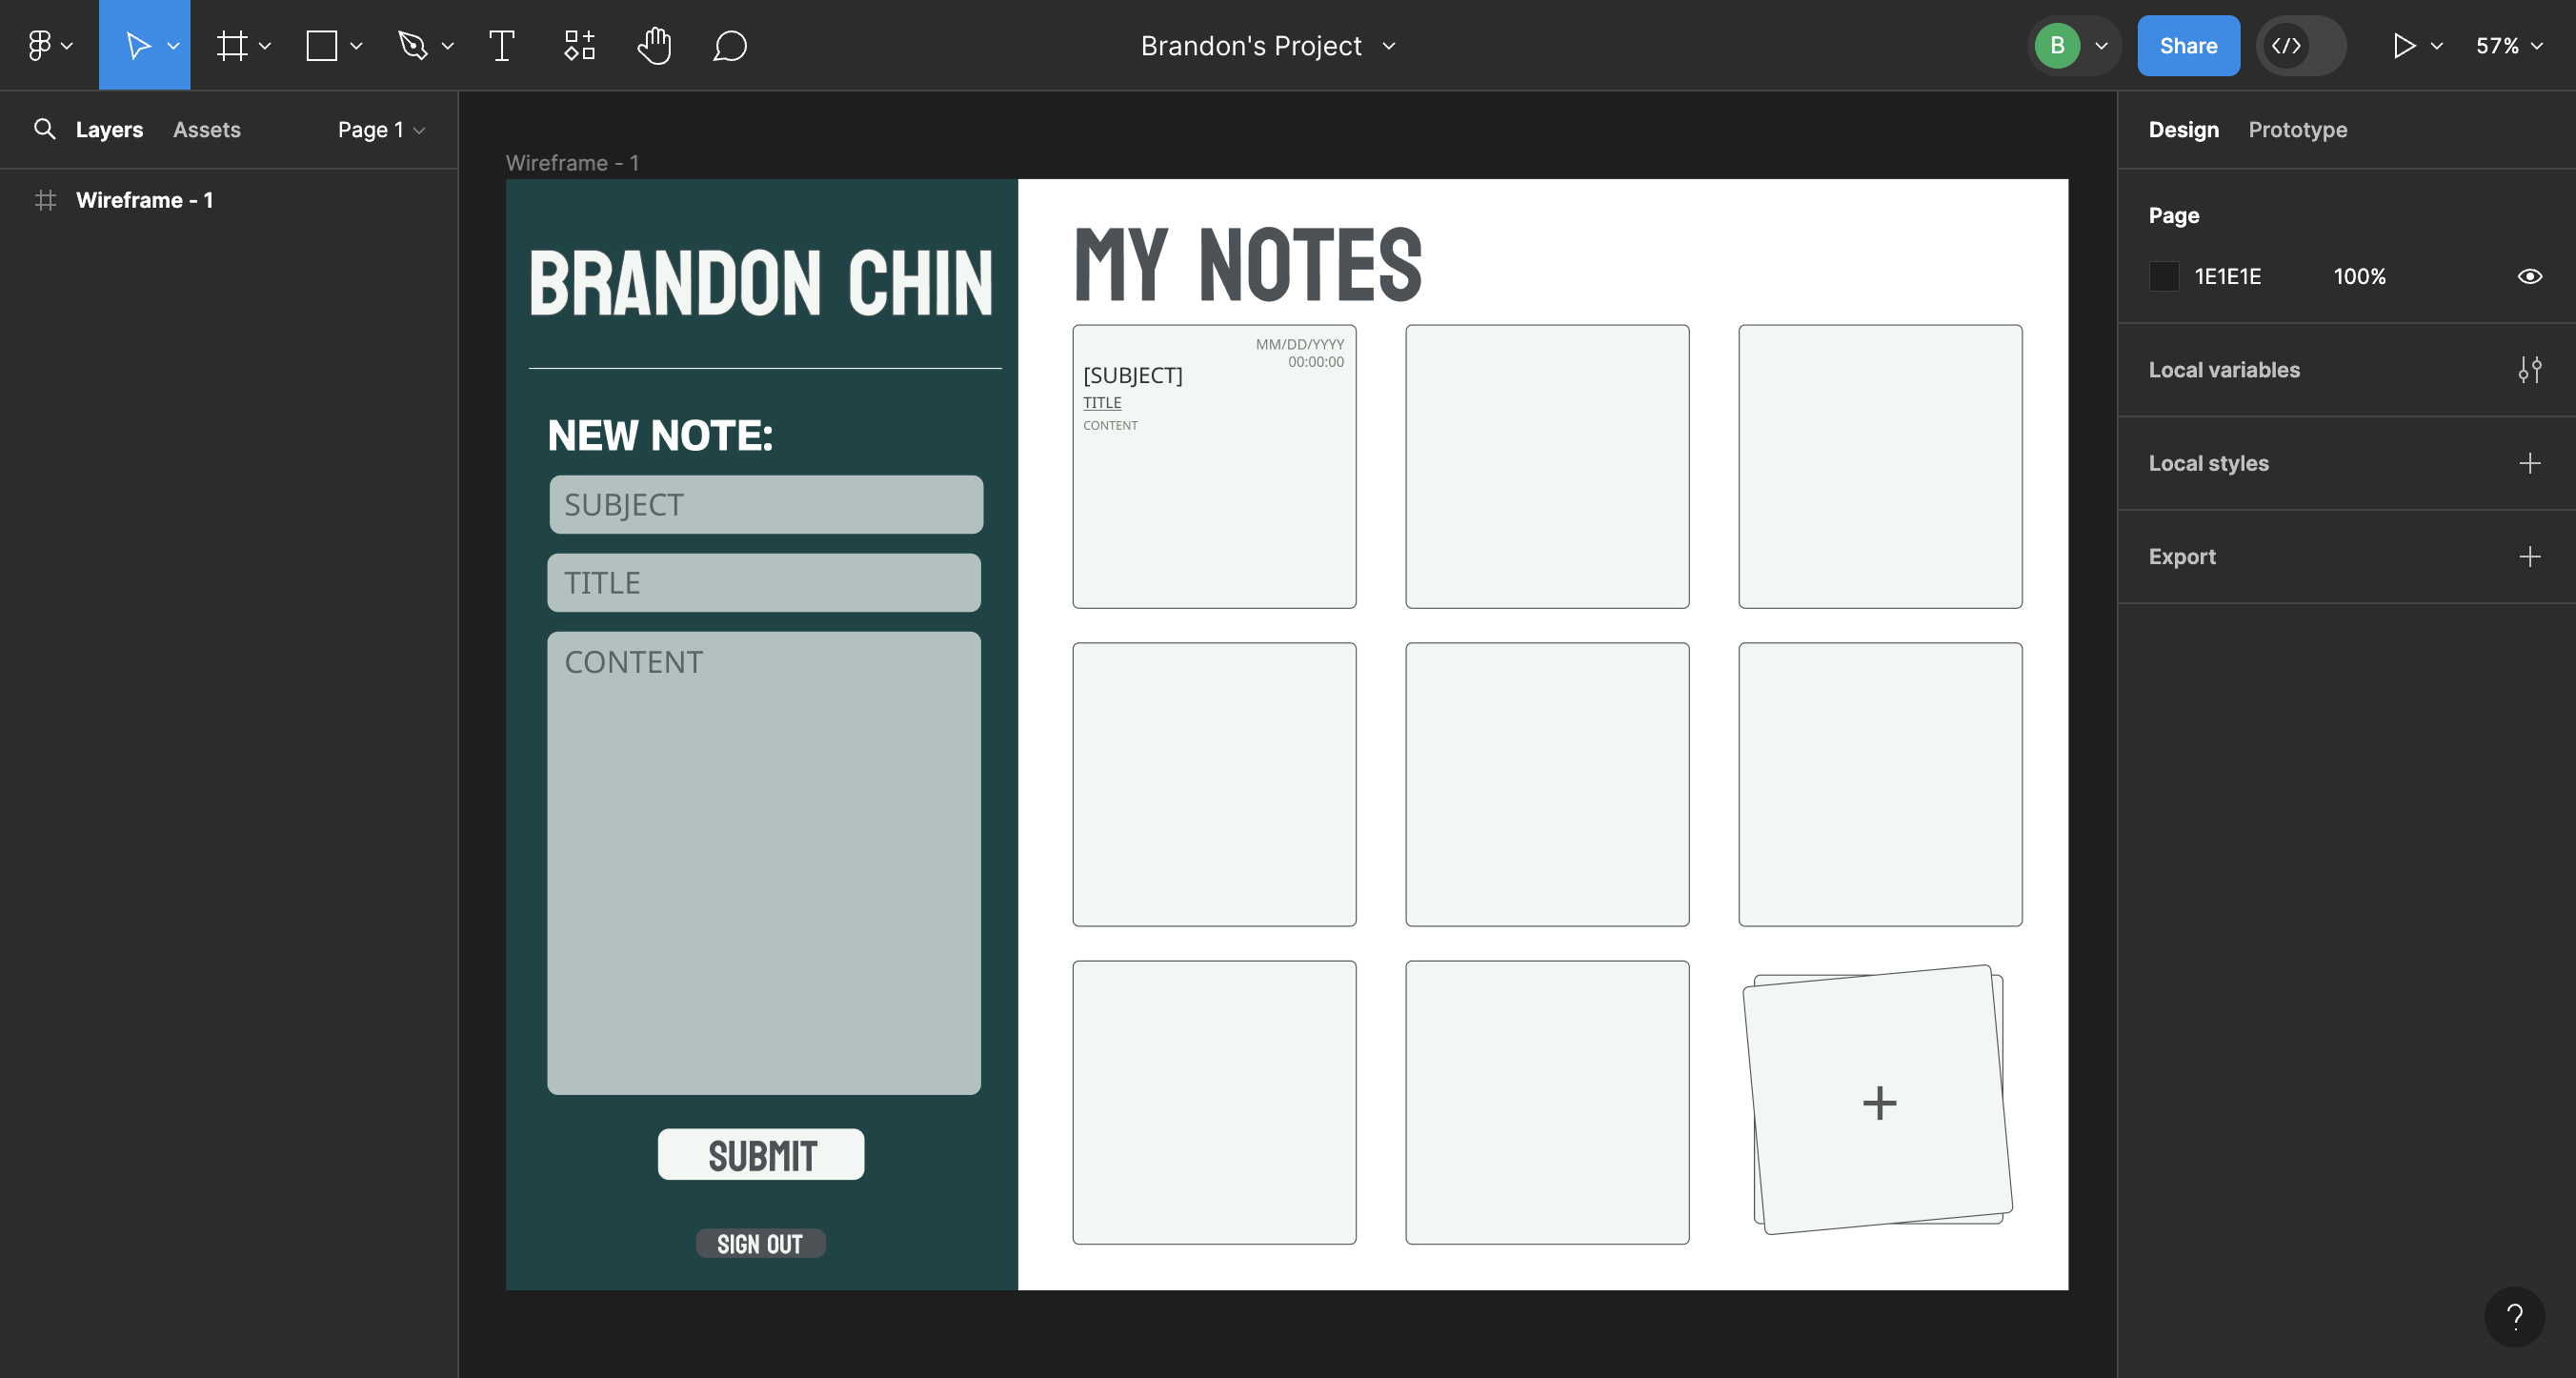 Brandon's Project
B
Share
57%
Layers Assets Page 1
Design Prototype
Wireframe - 1
Wireframe - 1
Page
1E1E1E 100%
Local variables
Local styles
Export
BRANDON CHIN
NEW NOTE:
SUBJECT
TITLE
CONTENT
SUBMIT
SIGN OUT
MY NOTES
MM/DD/YYYY
00:00:00
[SUBJECT]
TITLE
CONTENT
+
?